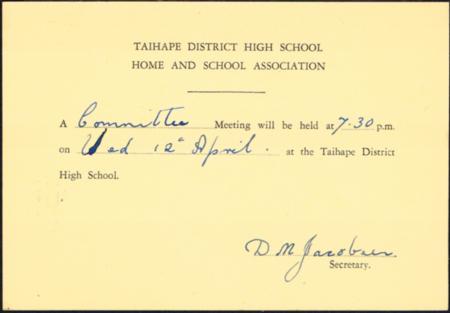 TAIHAPE DISTRICT HIGH SCHOOL
HOME AND SCHOOL ASSOCIATION
A Committee Meeting will be held at 7.30 p.m.
on Wed 12th April. at the Taihape District
High School.
D M Jacobsen.
Secretary.